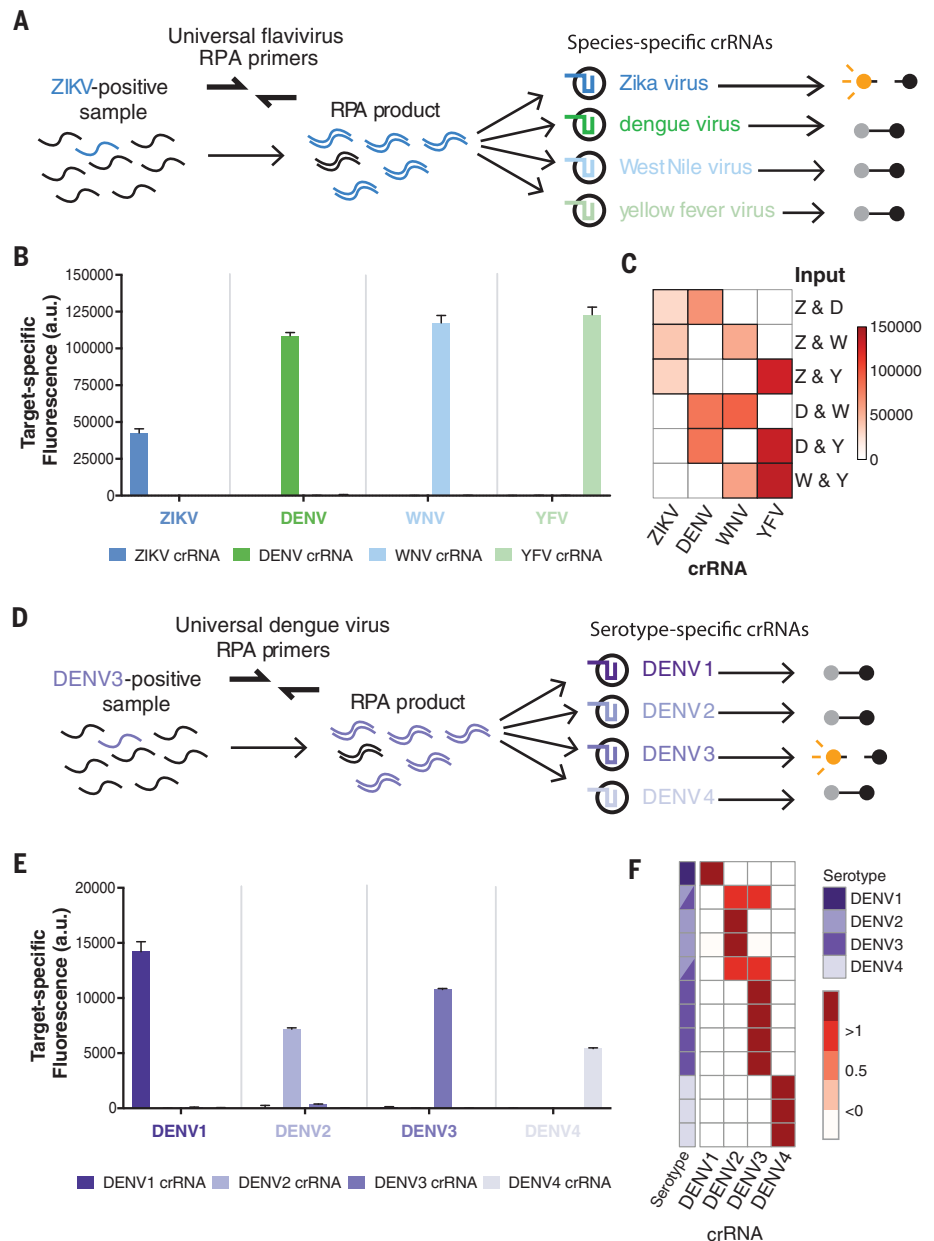 A
Universal flavivirus
RPA primers
ZIKV-positive
sample
RPA product
Species-specific crRNAs
Zika virus
dengue virus
West Nile virus
yellow fever virus
B
Target-specific
Fluorescence (a.u.)
150000
125000
100000
75000
50000
25000
0
ZIKV
DENV
WNV
YFV
ZIKV crRNA
DENV crRNA
WNV crRNA
YFV crRNA
C
Input
Z & D
Z & W
Z & Y
D & W
D & Y
W & Y
150000
100000
50000
0
ZIKV
DENV
WNV
YFV
crRNA
D
Universal dengue virus
RPA primers
DENV3-positive
sample
RPA product
Serotype-specific crRNAs
DENV1
DENV2
DENV3
DENV4
E
Target-specific
Fluorescence (a.u.)
20000
15000
10000
5000
0
DENV1
DENV2
DENV3
DENV4
DENV1 crRNA
DENV2 crRNA
DENV3 crRNA
DENV4 crRNA
F
Serotype
DENV1
DENV2
DENV3
DENV4
>1
0.5
<0
Serotype
DENV1
DENV2
DENV3
DENV4
crRNA